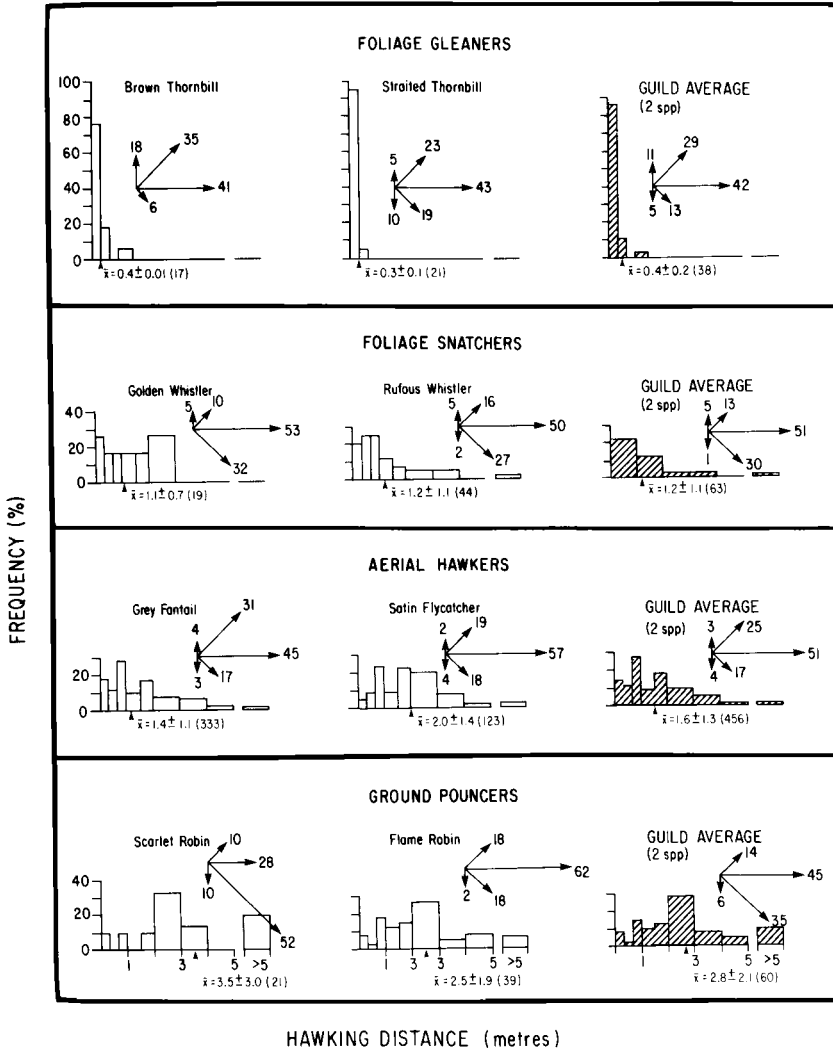 FOLIAGE GLEANERS
Brown Thornbill
Straited Thornbill
GUILD AVERAGE
(2 spp)
100
80
60
40
20
0
18
35
41
6
x̄=0.4±0.01 (17)
5
23
43
19
10
x̄=0.3±0.1 (21)
11
29
42
13
5
x̄=0.4±0.2 (38)
FOLIAGE SNATCHERS
Golden Whistler
Rufous Whistler
GUILD AVERAGE
(2 spp)
40
20
0
5
10
53
32
x̄=1.1±0.7 (19)
5
16
50
27
2
x̄=1.2±1.1 (44)
5
13
51
30
1
x̄=1.2±1.1 (63)
AERIAL HAWKERS
Grey Fantail
Satin Flycatcher
GUILD AVERAGE
(2 spp)
20
0
4
31
45
17
3
x̄=1.4±1.1 (333)
2
19
57
18
4
x̄=2.0±1.4 (123)
3
25
51
17
4
x̄=1.6±1.3 (456)
GROUND POUNCERS
Scarlet Robin
Flame Robin
GUILD AVERAGE
(2 spp)
40
20
0
10
28
52
10
1 3 5 >5
x̄=3.5±3.0 (21)
18
62
18
2
1 3 3 5 >5
x̄=2.5±1.9 (39)
14
45
35
6
1 3 5 >5
x̄=2.8±2.1 (60)
FREQUENCY (%)
HAWKING DISTANCE (metres)